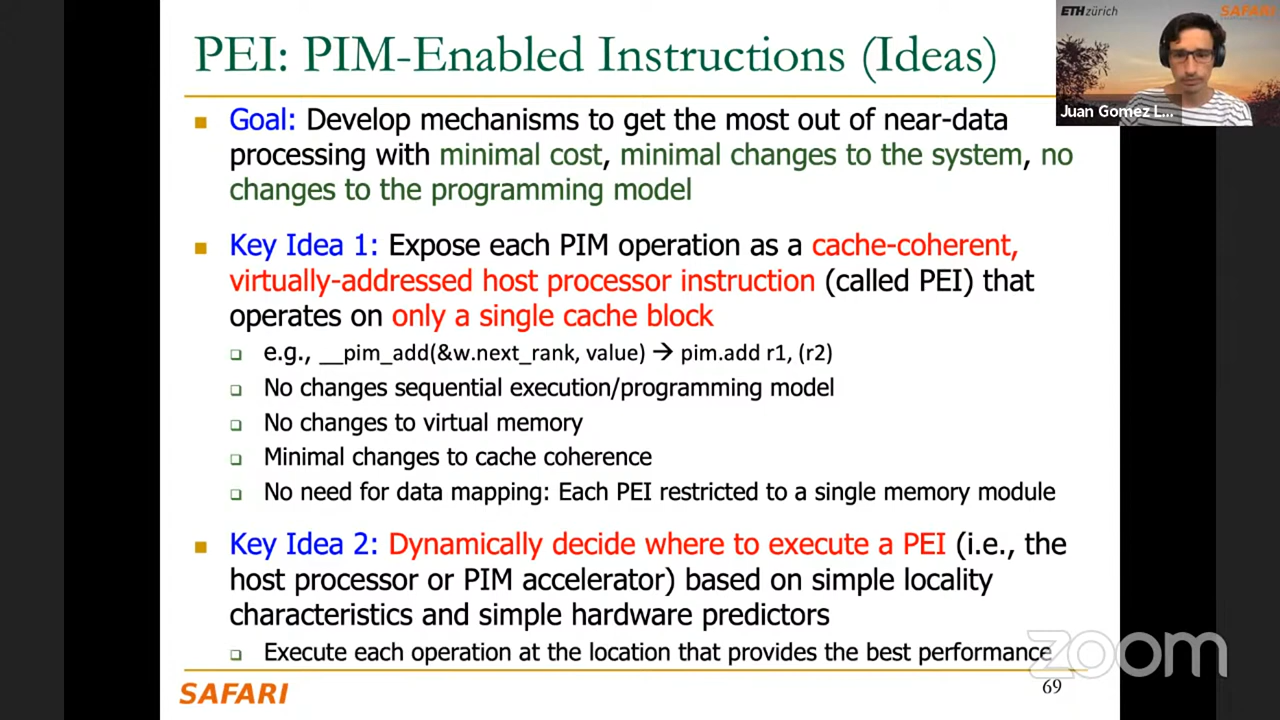 PEI: PIM-Enabled Instructions (Ideas)
ETHzürich
SAFARI
Juan Gomez L...
Goal: Develop mechanisms to get the most out of near-data
processing with minimal cost, minimal changes to the system, no
changes to the programming model
Key Idea 1: Expose each PIM operation as a cache-coherent,
virtually-addressed host processor instruction (called PEI) that
operates on only a single cache block
e.g., __pim_add(&w.next_rank, value) → pim.add r1, (r2)
No changes sequential execution/programming model
No changes to virtual memory
Minimal changes to cache coherence
No need for data mapping: Each PEI restricted to a single memory module
Key Idea 2: Dynamically decide where to execute a PEI (i.e., the
host processor or PIM accelerator) based on simple locality
characteristics and simple hardware predictors
Execute each operation at the location that provides the best performance
zoom
SAFARI
69